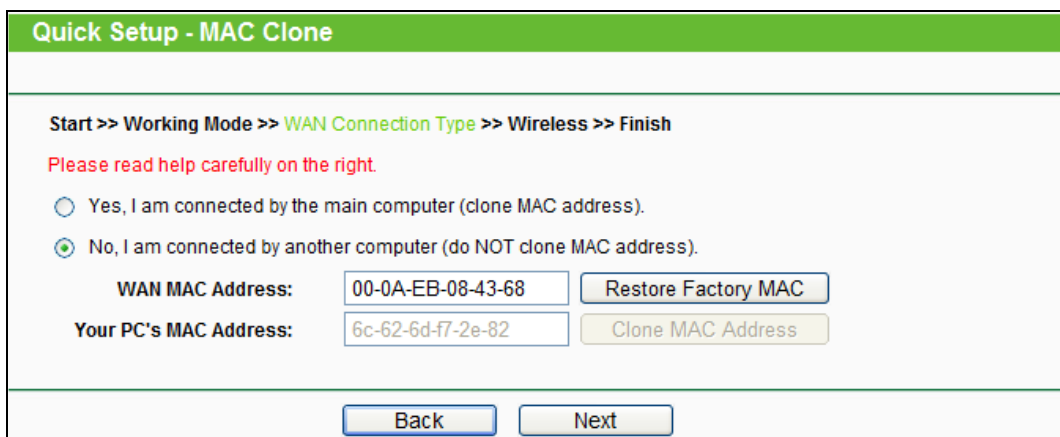 Quick Setup - MAC Clone
Start >> Working Mode >> WAN Connection Type >> Wireless >> Finish
Please read help carefully on the right.
Yes, I am connected by the main computer (clone MAC address).
No, I am connected by another computer (do NOT clone MAC address).
WAN MAC Address: 00-0A-EB-08-43-68 Restore Factory MAC
Your PC's MAC Address: 6c-62-6d-f7-2e-82 Clone MAC Address
Back Next